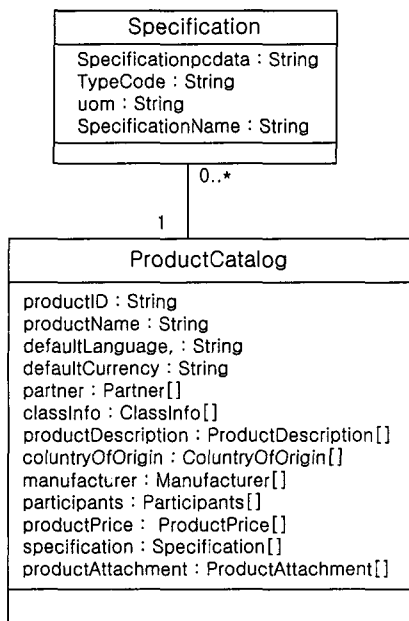 Specification
Specificationpcdata : String
TypeCode : String
uom : String
SpecificationName : String
0..*
1
ProductCatalog
productID : String
productName : String
defaultLanguage, : String
defaultCurrency : String
partner : Partner[]
classInfo : ClassInfo[]
productDescription : ProductDescription[]
coluntryOfOrigin : ColuntryOfOrigin[]
manufacturer : Manufacturer[]
participants : Participants[]
productPrice : ProductPrice[]
specification : Specification[]
productAttachment : ProductAttachment[]